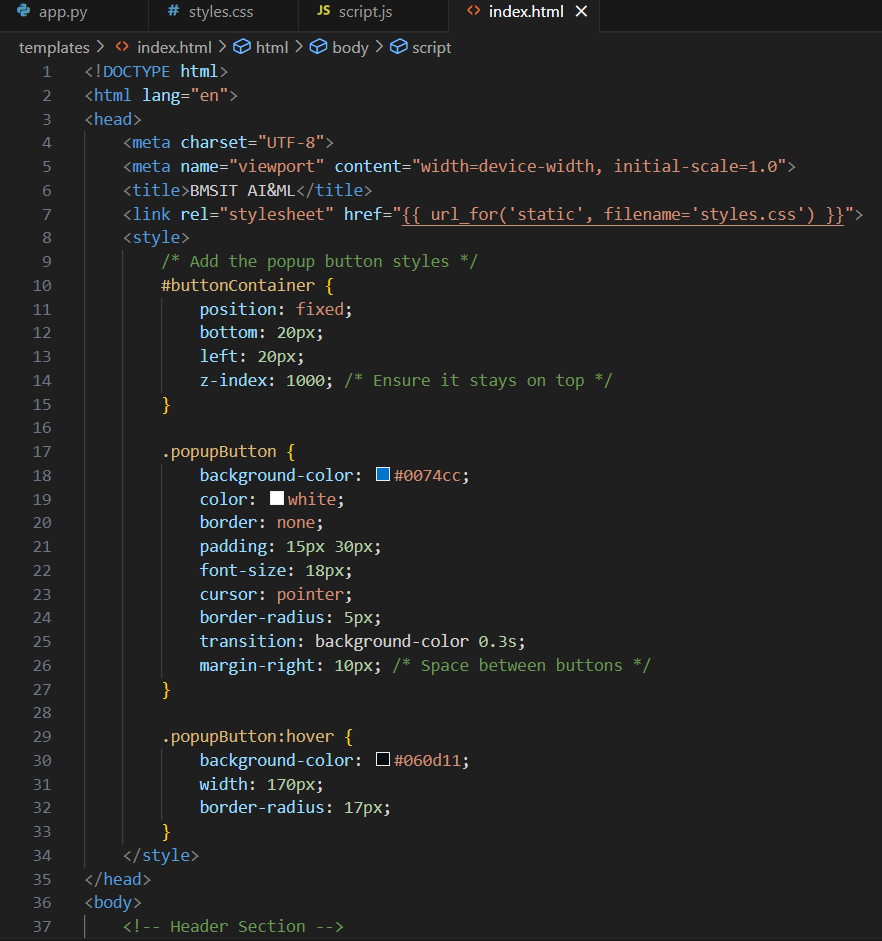 app.py # styles.css JS script.js <> index.html ×
templates > <> index.html > html > body > script
1 <!DOCTYPE html>
2 <html lang="en">
3 <head>
4     <meta charset="UTF-8">
5     <meta name="viewport" content="width=device-width, initial-scale=1.0">
6     <title>BMSIT AI&ML</title>
7     <link rel="stylesheet" href="{{ url_for('static', filename='styles.css') }}">
8     <style>
9         /* Add the popup button styles */
10         #buttonContainer {
11             position: fixed;
12             bottom: 20px;
13             left: 20px;
14             z-index: 1000; /* Ensure it stays on top */
15         }
16
17         .popupButton {
18             background-color: #0074cc;
19             color: white;
20             border: none;
21             padding: 15px 30px;
22             font-size: 18px;
23             cursor: pointer;
24             border-radius: 5px;
25             transition: background-color 0.3s;
26             margin-right: 10px; /* Space between buttons */
27         }
28
29         .popupButton:hover {
30             background-color: #060d11;
31             width: 170px;
32             border-radius: 17px;
33         }
34     </style>
35 </head>
36 <body>
37     <!-- Header Section -->